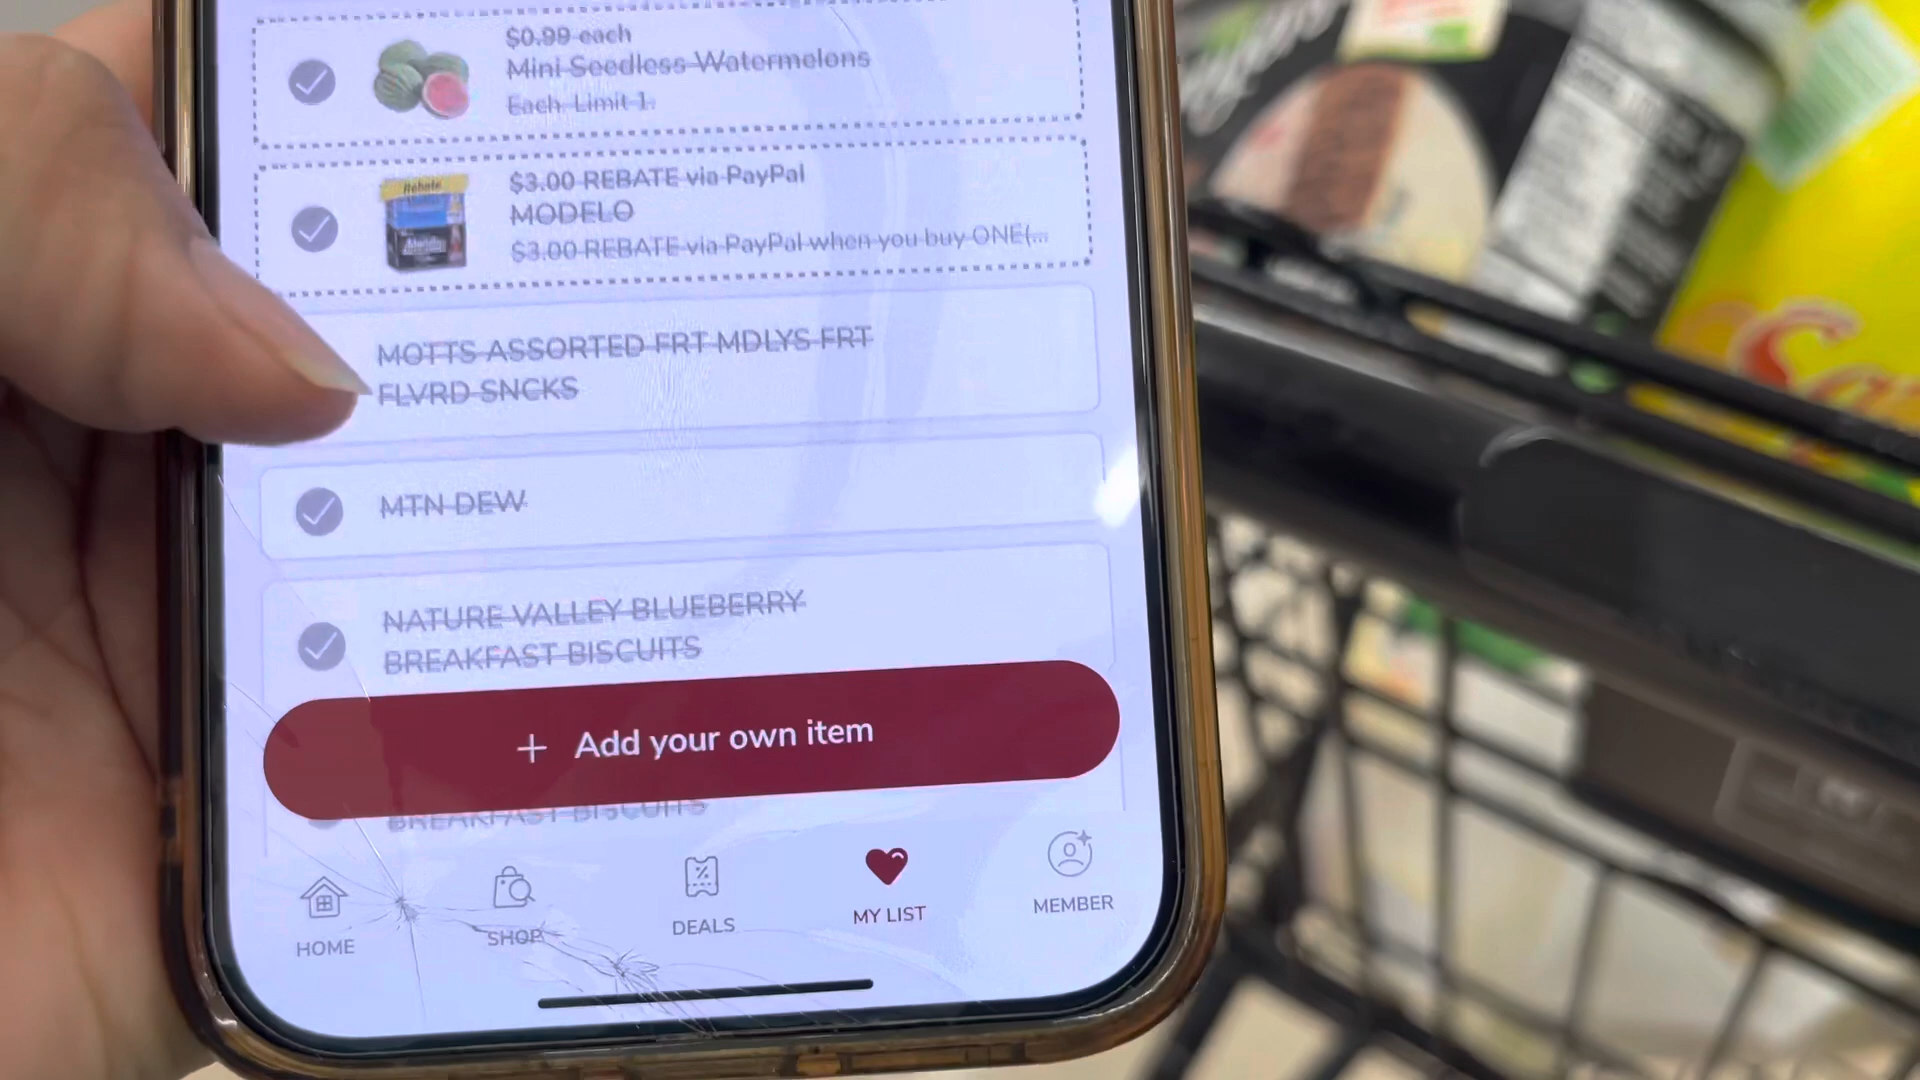 $0.99 each
Mini Seedless Watermelons
Each. Limit 1.
Rebate
$3.00 REBATE via PayPal
MODELO
$3.00 REBATE via PayPal when you buy ONE(...
MOTTS ASSORTED FRT MDLYS FRT
FLVRD SNCKS
MTN DEW
NATURE VALLEY BLUEBERRY
BREAKFAST BISCUITS
+ Add your own item
BREAKFAST BISCUITS
HOME
SHOP
DEALS
MY LIST
MEMBER